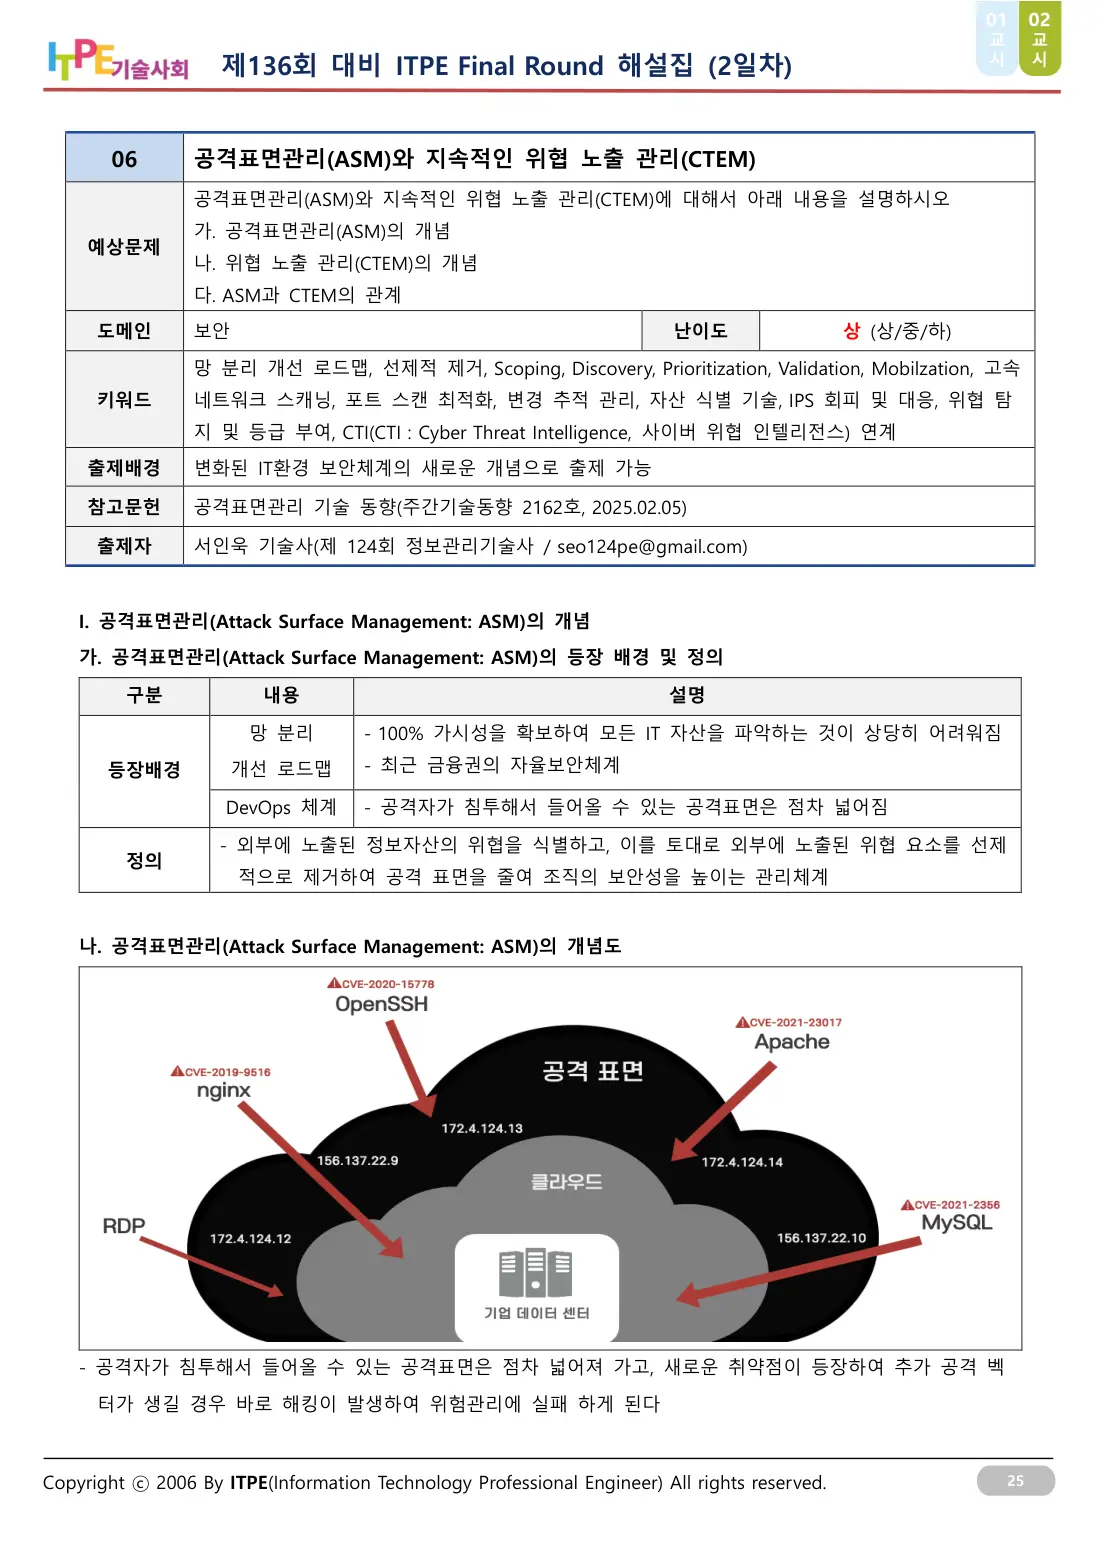 01
교
시
02
교
시
ITPE기술사회
제136회 대비 ITPE Final Round 해설집 (2일차)
06
공격표면관리(ASM)와 지속적인 위협 노출 관리(CTEM)
예상문제
공격표면관리(ASM)와 지속적인 위협 노출 관리(CTEM)에 대해서 아래 내용을 설명하시오
가. 공격표면관리(ASM)의 개념
나. 위협 노출 관리(CTEM)의 개념
다. ASM과 CTEM의 관계
도메인
보안
난이도
상 (상/중/하)
키워드
망 분리 개선 로드맵, 선제적 제거, Scoping, Discovery, Prioritization, Validation, Mobilzation, 고속
네트워크 스캐닝, 포트 스캔 최적화, 변경 추적 관리, 자산 식별 기술, IPS 회피 및 대응, 위협 탐
지 및 등급 부여, CTI(CTI : Cyber Threat Intelligence, 사이버 위협 인텔리전스) 연계
출제배경
변화된 IT환경 보안체계의 새로운 개념으로 출제 가능
참고문헌
공격표면관리 기술 동향(주간기술동향 2162호, 2025.02.05)
출제자
서인욱 기술사(제 124회 정보관리기술사 / seo124pe@gmail.com)
I. 공격표면관리(Attack Surface Management: ASM)의 개념
가. 공격표면관리(Attack Surface Management: ASM)의 등장 배경 및 정의
구분
내용
설명
등장배경
망 분리
개선 로드맵
- 100% 가시성을 확보하여 모든 IT 자산을 파악하는 것이 상당히 어려워짐
- 최근 금융권의 자율보안체계
DevOps 체계
- 공격자가 침투해서 들어올 수 있는 공격표면은 점차 넓어짐
정의
- 외부에 노출된 정보자산의 위협을 식별하고, 이를 토대로 외부에 노출된 위협 요소를 선제
적으로 제거하여 공격 표면을 줄여 조직의 보안성을 높이는 관리체계
나. 공격표면관리(Attack Surface Management: ASM)의 개념도
CVE-2020-15778
OpenSSH
CVE-2021-23017
Apache
CVE-2019-9516
nginx
공격 표면
172.4.124.13
156.137.22.9
172.4.124.14
클라우드
CVE-2021-2356
MySQL
RDP
172.4.124.12
156.137.22.10
기업 데이터 센터
- 공격자가 침투해서 들어올 수 있는 공격표면은 점차 넓어져 가고, 새로운 취약점이 등장하여 추가 공격 벡
터가 생길 경우 바로 해킹이 발생하여 위험관리에 실패 하게 된다
Copyright ⓒ 2006 By ITPE(Information Technology Professional Engineer) All rights reserved.
25